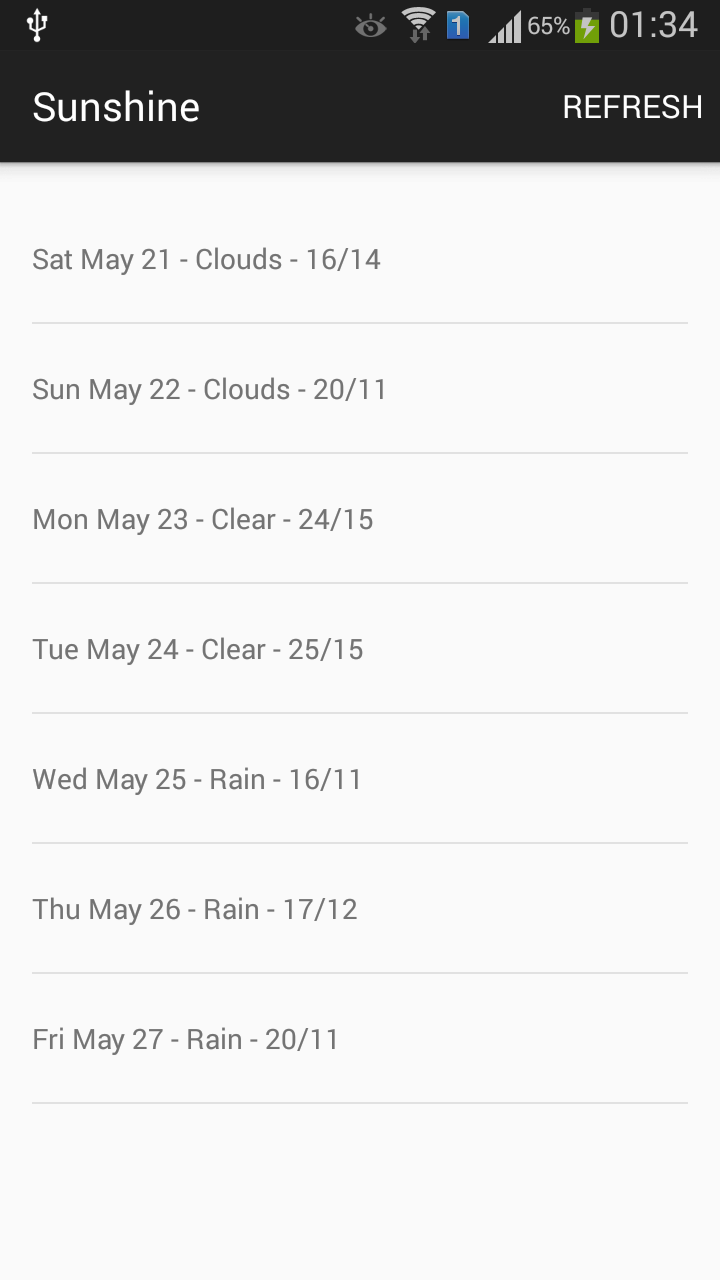 1 65% 01:34
Sunshine REFRESH
Sat May 21 - Clouds - 16/14
Sun May 22 - Clouds - 20/11
Mon May 23 - Clear - 24/15
Tue May 24 - Clear - 25/15
Wed May 25 - Rain - 16/11
Thu May 26 - Rain - 17/12
Fri May 27 - Rain - 20/11